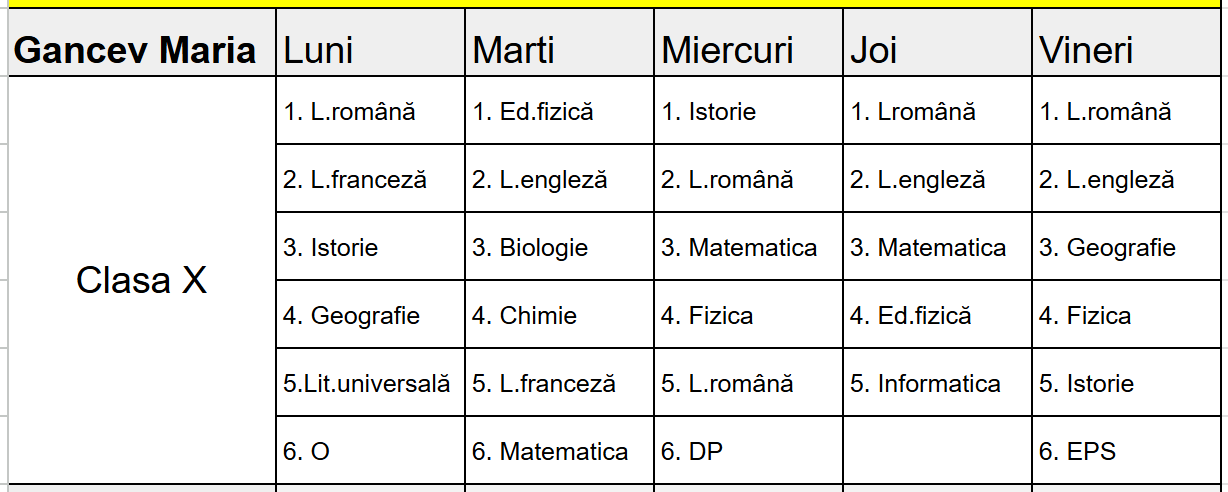 Gancev Maria Luni Marti Miercuri Joi Vineri
1. L.română 1. Ed.fizică 1. Istorie 1. Lromână 1. L.română
2. L.franceză 2. L.engleză 2. L.română 2. L.engleză 2. L.engleză
3. Istorie 3. Biologie 3. Matematica 3. Matematica 3. Geografie
Clasa X
4. Geografie 4. Chimie 4. Fizica 4. Ed.fizică 4. Fizica
5.Lit.universală 5. L.franceză 5. L.română 5. Informatica 5. Istorie
6. O 6. Matematica 6. DP 6. EPS